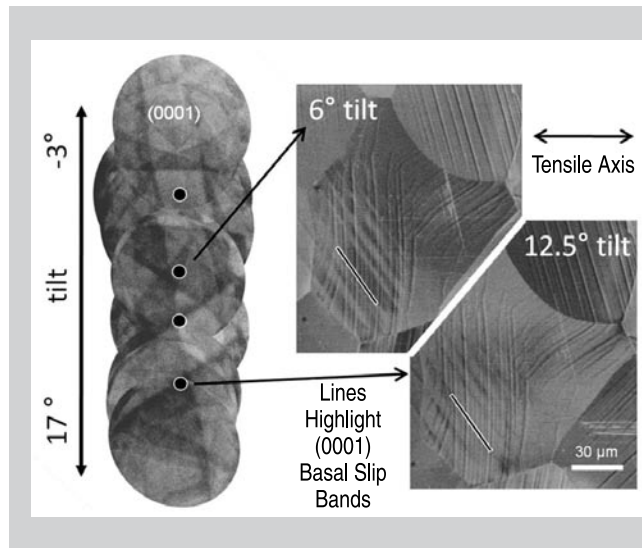 (0001)
-3°
tilt
17°
6° tilt
Tensile Axis
12.5° tilt
Lines
Highlight
(0001)
Basal Slip
Bands
30 µm